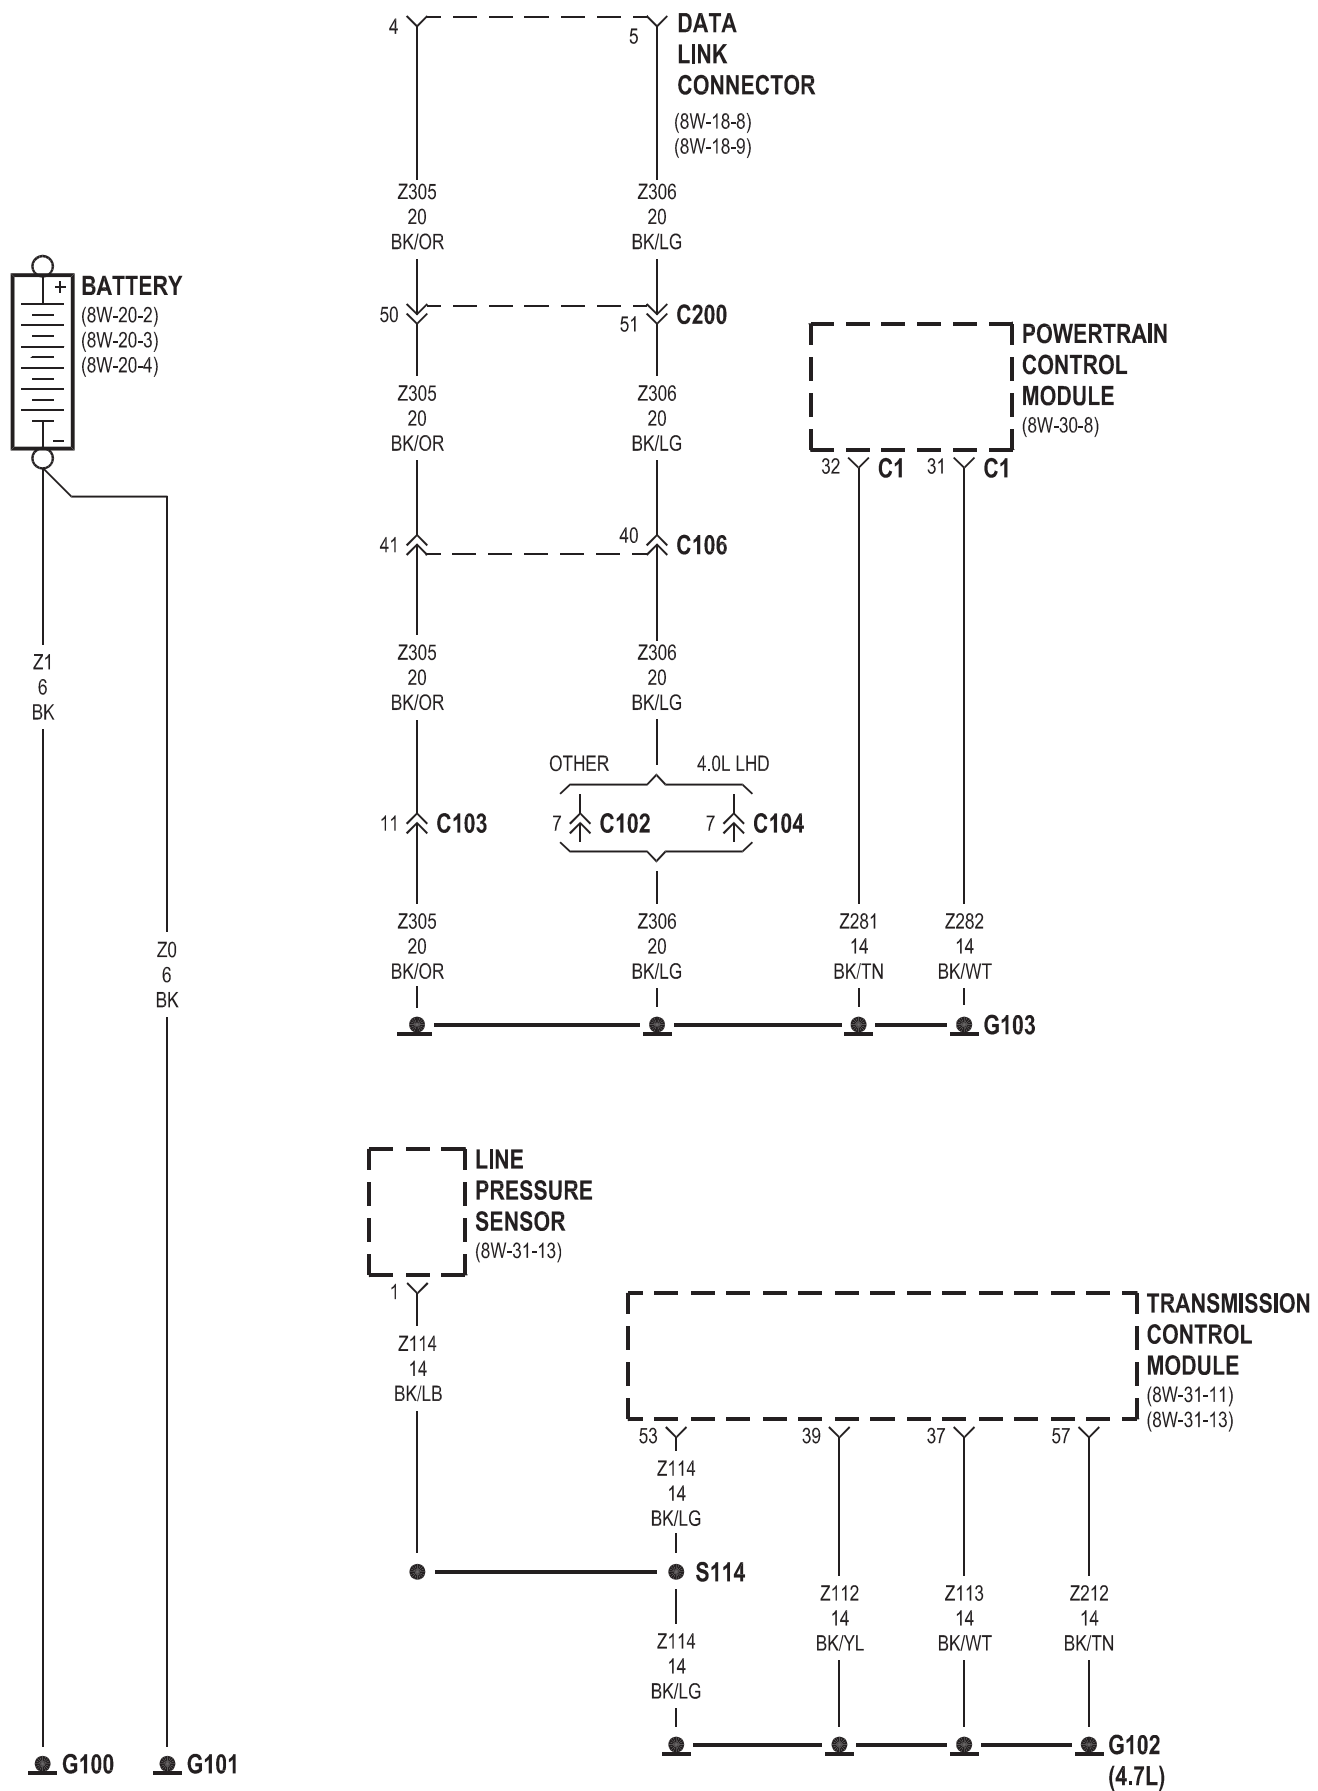 4
5
DATA
LINK
CONNECTOR
(8W-18-8)
(8W-18-9)
Z305
20
BK/OR
Z306
20
BK/LG
+
BATTERY
(8W-20-2)
(8W-20-3)
(8W-20-4)
–
50
51
C200
Z305
20
BK/OR
Z306
20
BK/LG
POWERTRAIN
CONTROL
MODULE
(8W-30-8)
32
C1
31
C1
41
40
C106
Z1
6
BK
Z305
20
BK/OR
Z306
20
BK/LG
OTHER
4.0L LHD
11
C103
7
C102
7
C104
Z0
6
BK
Z305
20
BK/OR
Z306
20
BK/LG
Z281
14
BK/TN
Z282
14
BK/WT
G103
LINE
PRESSURE
SENSOR
(8W-31-13)
1
Z114
14
BK/LB
TRANSMISSION
CONTROL
MODULE
(8W-31-11)
(8W-31-13)
53
39
37
57
Z114
14
BK/LG
S114
Z114
14
BK/LG
Z112
14
BK/YL
Z113
14
BK/WT
Z212
14
BK/TN
G100
G101
G102
(4.7L)